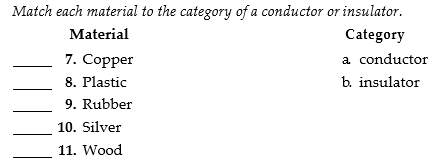 Match each material to the category of a conductor or insulator.
Material Category
_____ 7. Copper a. conductor
_____ 8. Plastic b. insulator
_____ 9. Rubber
_____ 10. Silver
_____ 11. Wood